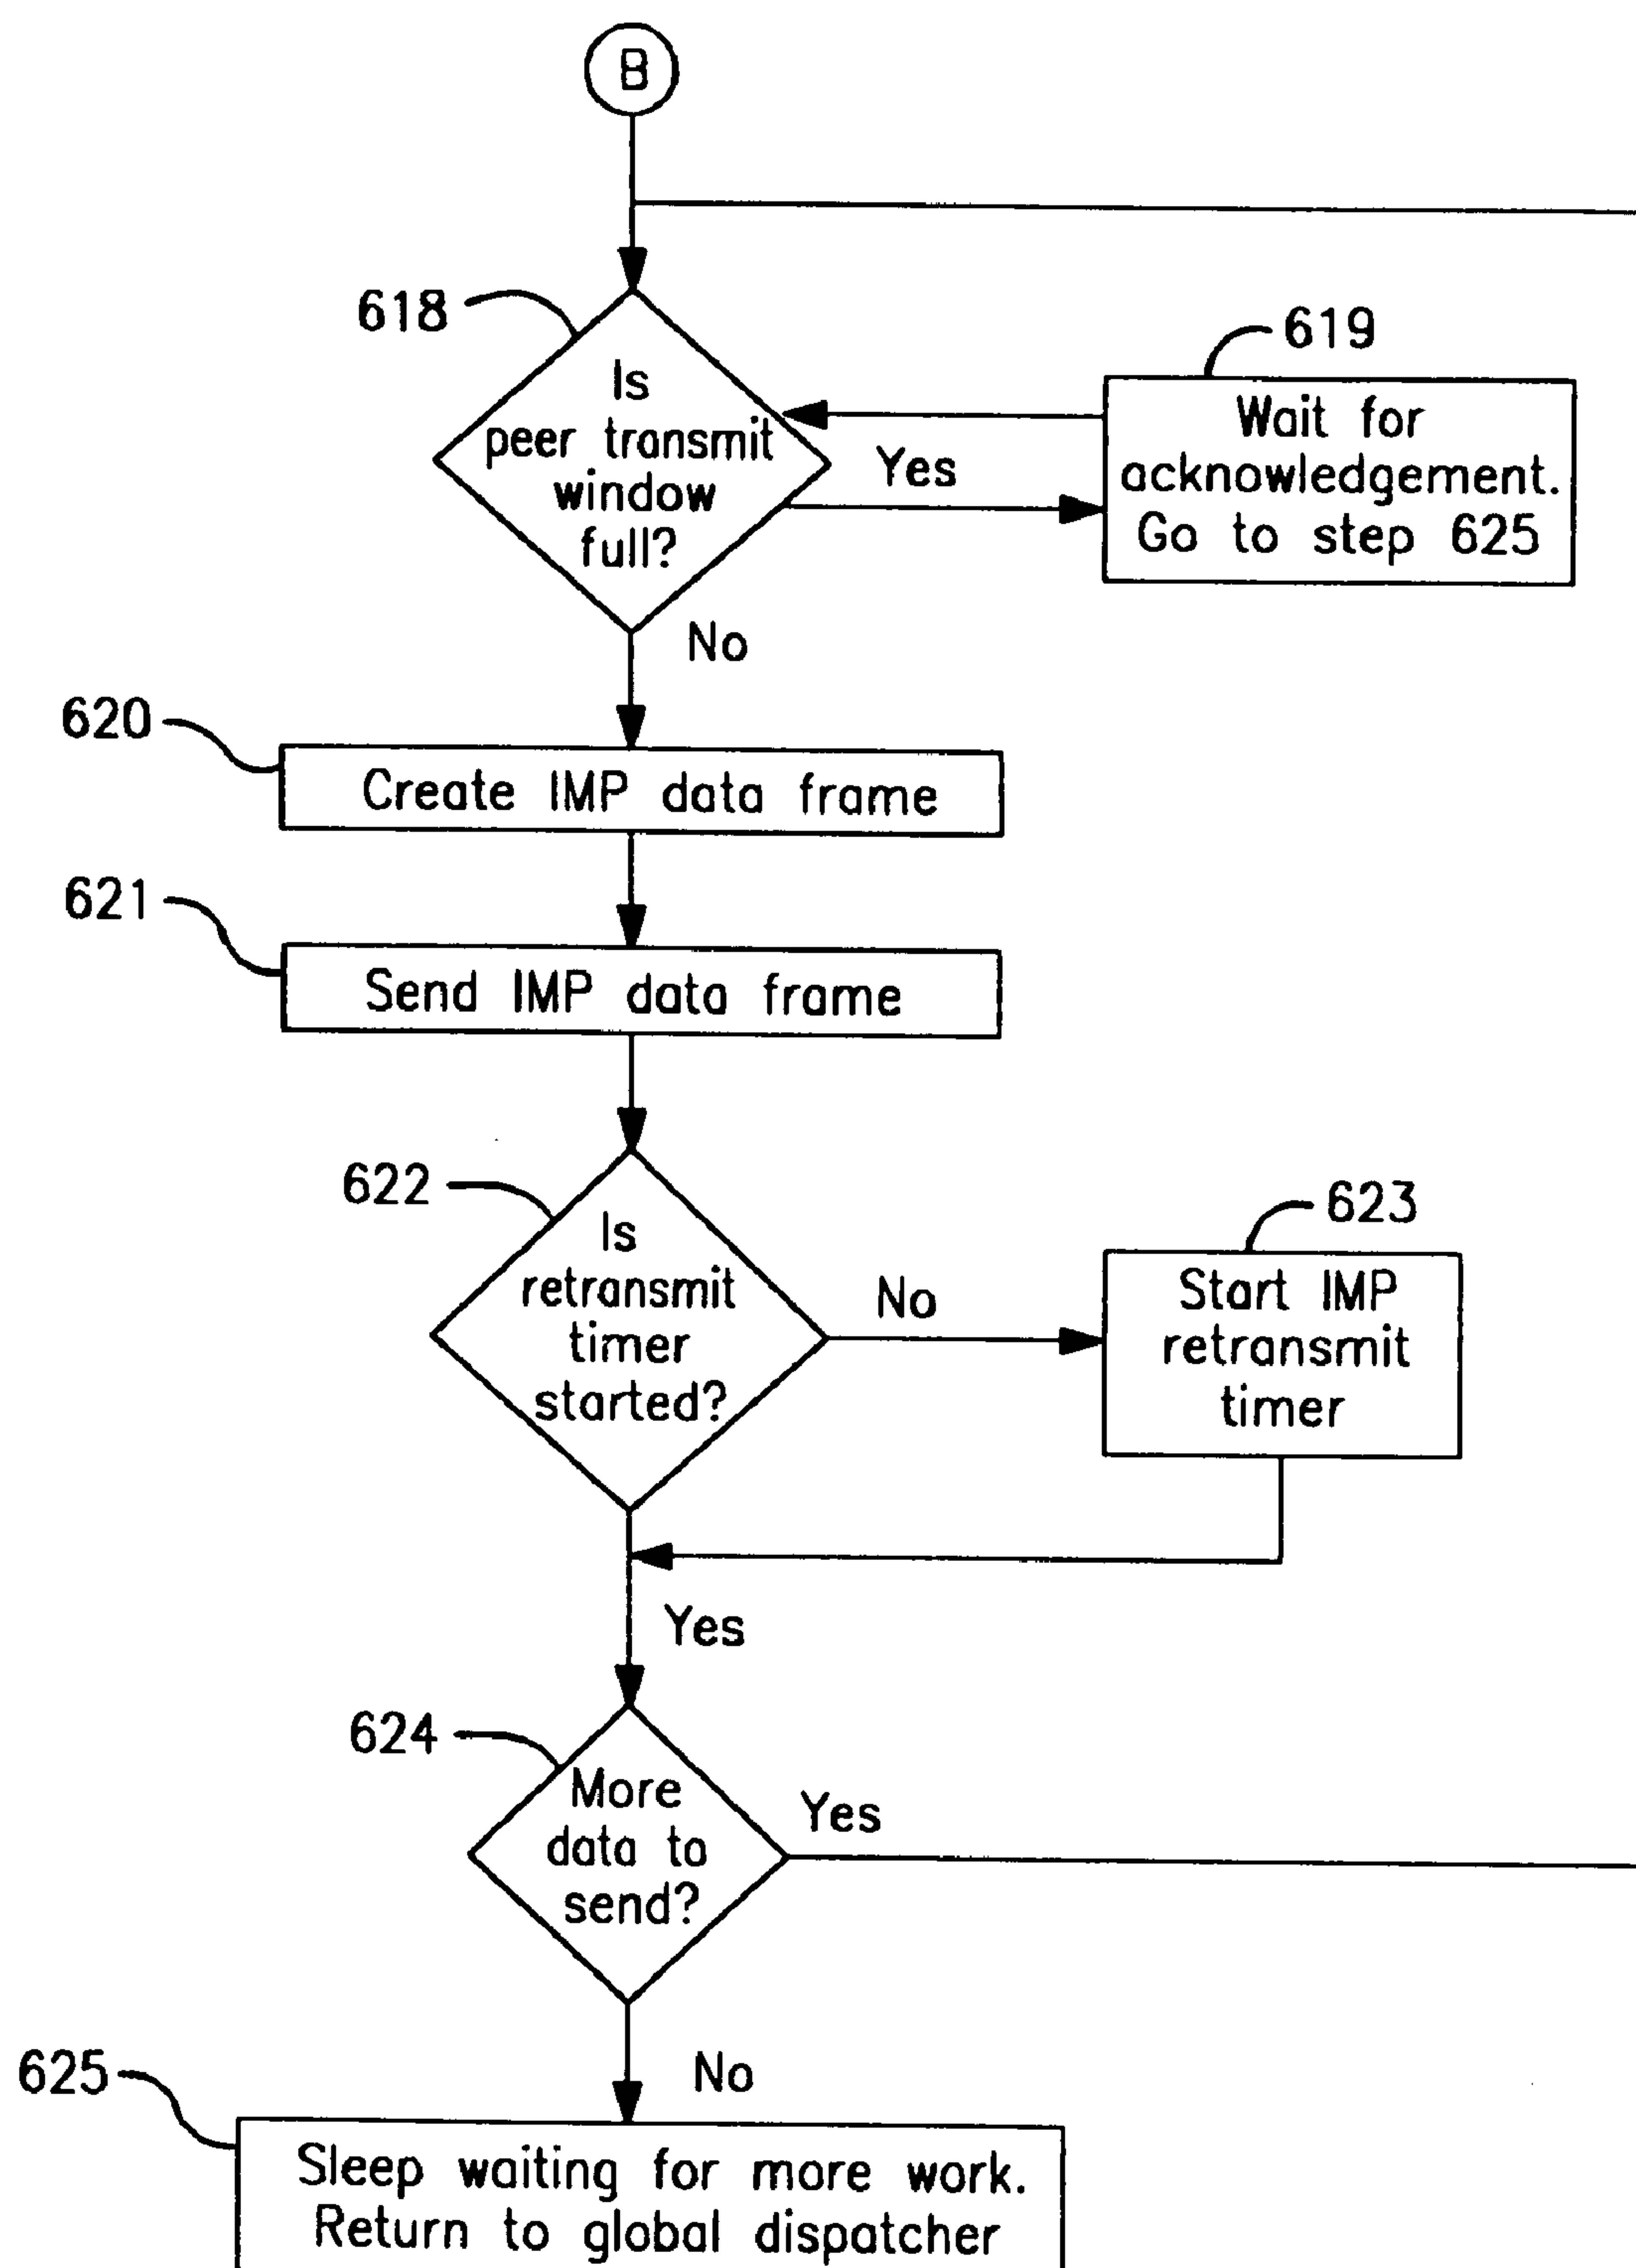 B
618
Is
peer transmit
window
full?
Yes
619
Wait for
acknowledgement.
Go to step 625
No
620
Create IMP data frame
621
Send IMP data frame
622
Is
retransmit
timer
started?
No
623
Start IMP
retransmit
timer
Yes
624
More
data to
send?
Yes
No
625
Sleep waiting for more work.
Return to global dispatcher